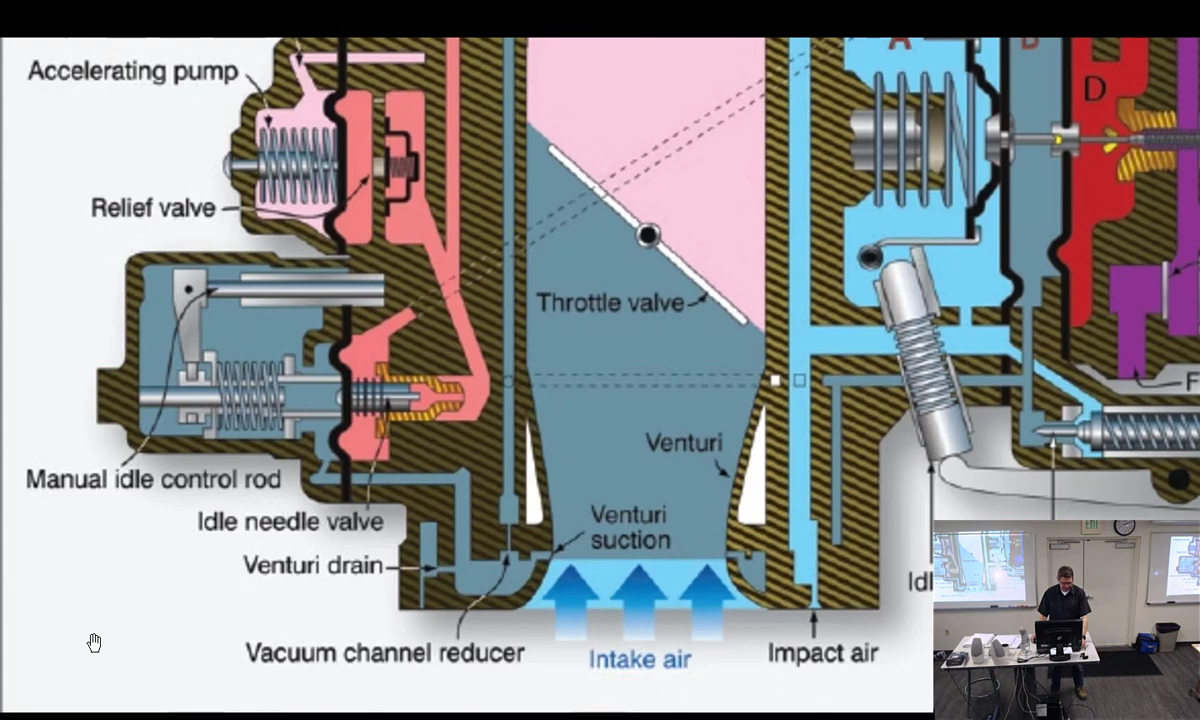 A
B
Accelerating pump
D
Relief valve
Throttle valve
F
Venturi
Manual idle control rod
Venturi
suction
Idle needle valve
EXIT
Venturi drain
Idl
Vacuum channel reducer
Intake air
Impact air